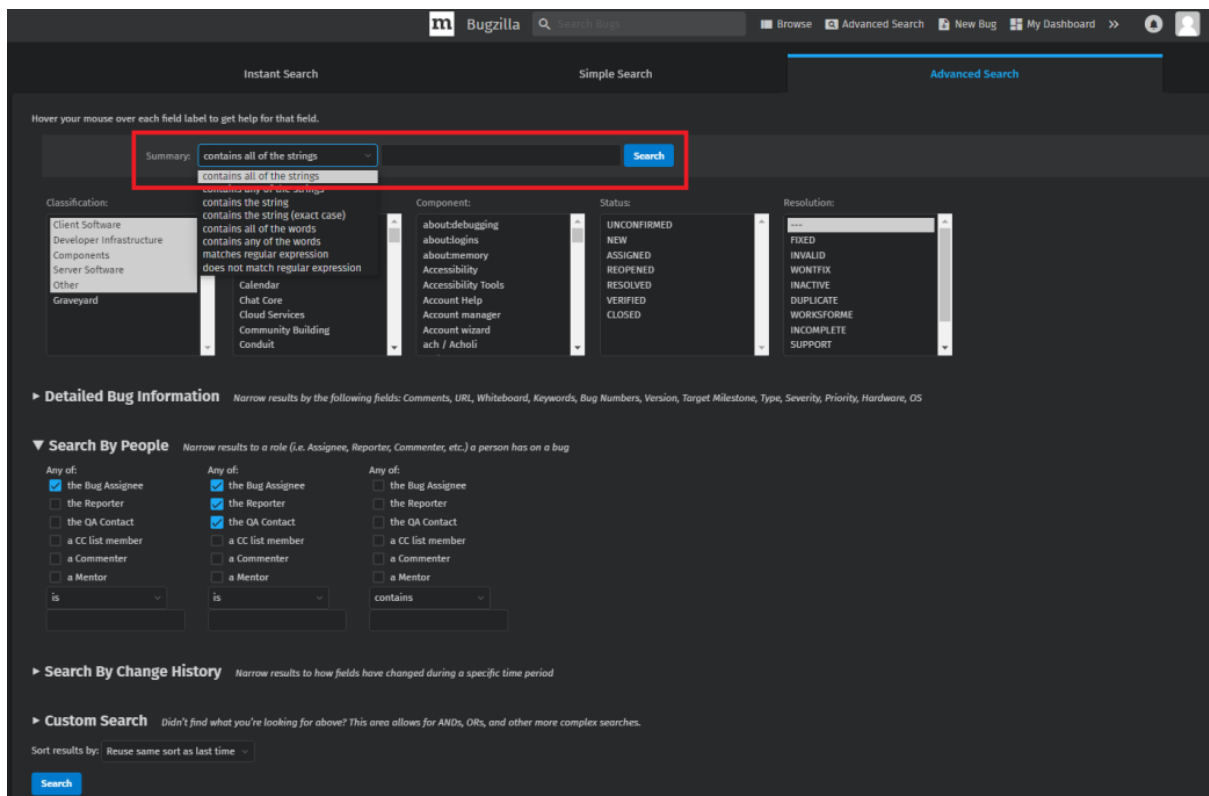 m Bugzilla Search Bugs Browse Advanced Search New Bug My Dashboard »
Instant Search Simple Search Advanced Search
Hover your mouse over each field label to get help for that field.
Summary: contains all of the strings Search
contains all of the strings
contains any of the strings
contains the string
contains the string (exact case)
contains all of the words
contains any of the words
matches regular expression
does not match regular expression
Classification:
Client Software
Developer Infrastructure
Components
Server Software
Other
Graveyard
Calendar
Chat Core
Cloud Services
Community Building
Conduit
Component:
about:debugging
about:logins
about:memory
Accessibility
Accessibility Tools
Account Help
Account manager
Account wizard
ach / Acholi
Status:
UNCONFIRMED
NEW
ASSIGNED
REOPENED
RESOLVED
VERIFIED
CLOSED
Resolution:
---
FIXED
INVALID
WONTFIX
INACTIVE
DUPLICATE
WORKSFORME
INCOMPLETE
SUPPORT
Detailed Bug Information Narrow results by the following fields: Comments, URL, Whiteboard, Keywords, Bug Numbers, Version, Target Milestone, Type, Severity, Priority, Hardware, OS
Search By People Narrow results to a role (i.e. Assignee, Reporter, Commenter, etc.) a person has on a bug
Any of: Any of: Any of:
the Bug Assignee the Bug Assignee the Bug Assignee
the Reporter the Reporter the Reporter
the QA Contact the QA Contact the QA Contact
a CC list member a CC list member a CC list member
a Commenter a Commenter a Commenter
a Mentor a Mentor a Mentor
is is contains
Search By Change History Narrow results to how fields have changed during a specific time period
Custom Search Didn't find what you're looking for above? This area allows for ANDs, ORs, and other more complex searches.
Sort results by: Reuse same sort as last time
Search